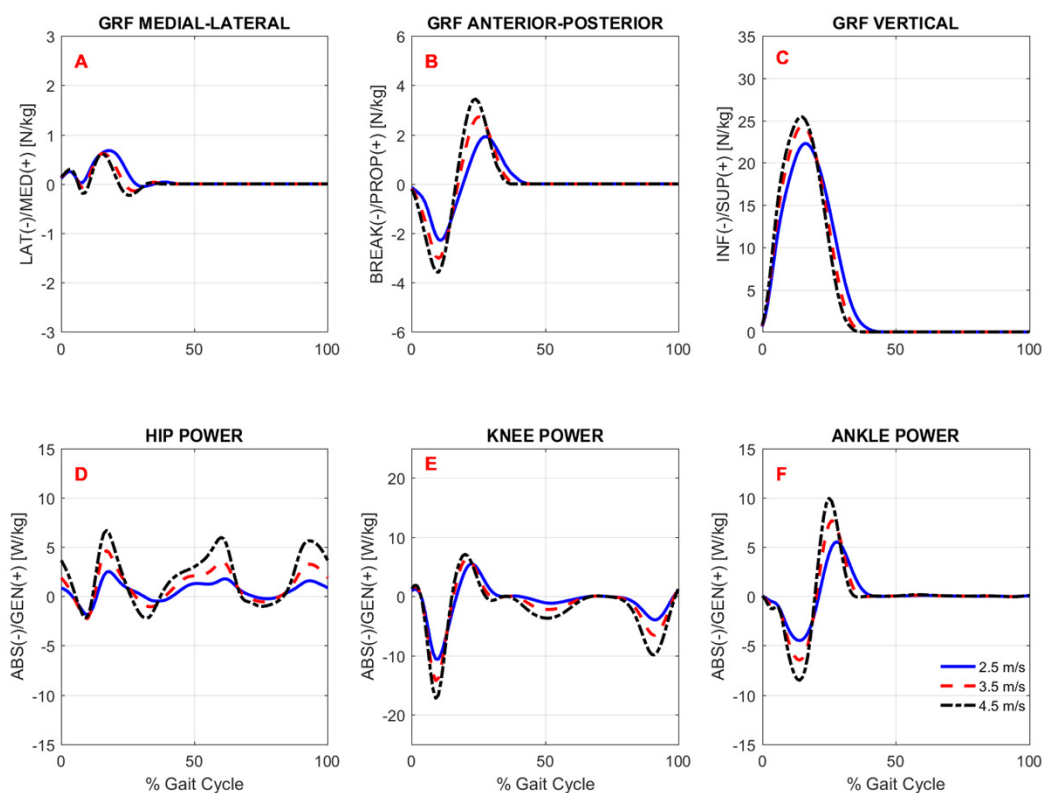 GRF MEDIAL-LATERAL
A
LAT(-)/MED(+) [N/kg]
3
2
1
0
-1
-2
-3
0
50
100
GRF ANTERIOR-POSTERIOR
B
BREAK(-)/PROP(+) [N/kg]
6
4
2
0
-2
-4
-6
0
50
100
GRF VERTICAL
C
INF(-)/SUP(+) [N/kg]
35
30
25
20
15
10
5
0
0
50
100
HIP POWER
D
ABS(-)/GEN(+) [W/kg]
15
10
5
0
-5
-10
-15
0
50
100
% Gait Cycle
KNEE POWER
E
ABS(-)/GEN(+) [W/kg]
20
10
0
-10
-20
0
50
100
% Gait Cycle
ANKLE POWER
F
ABS(-)/GEN(+) [W/kg]
15
10
5
0
-5
-10
-15
2.5 m/s
3.5 m/s
4.5 m/s
0
50
100
% Gait Cycle